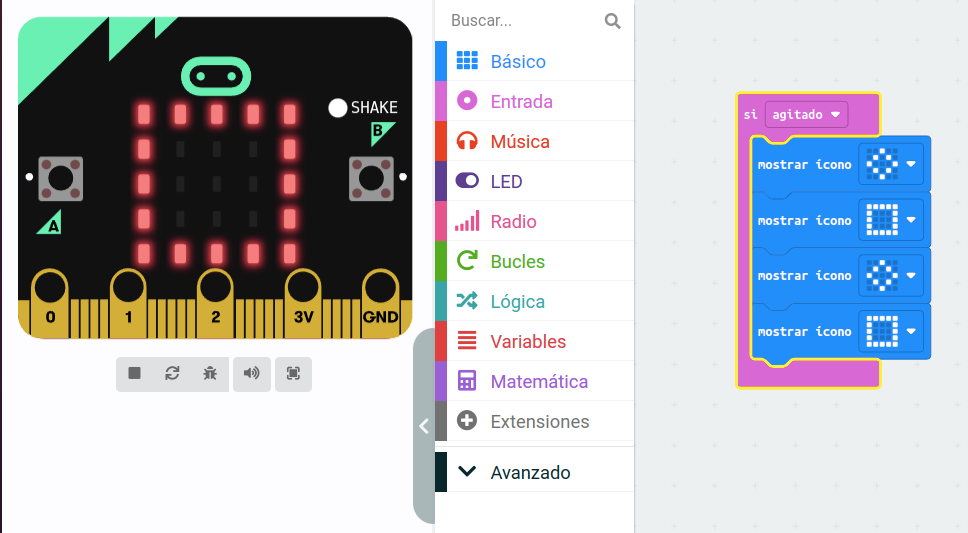 SHAKE
B
A
0 1 2 3V GND
Buscar...
Básico
Entrada
Música
LED
Radio
Bucles
Lógica
Variables
Matemática
Extensiones
Avanzado
si agitado
mostrar icono
mostrar icono
mostrar icono
mostrar icono